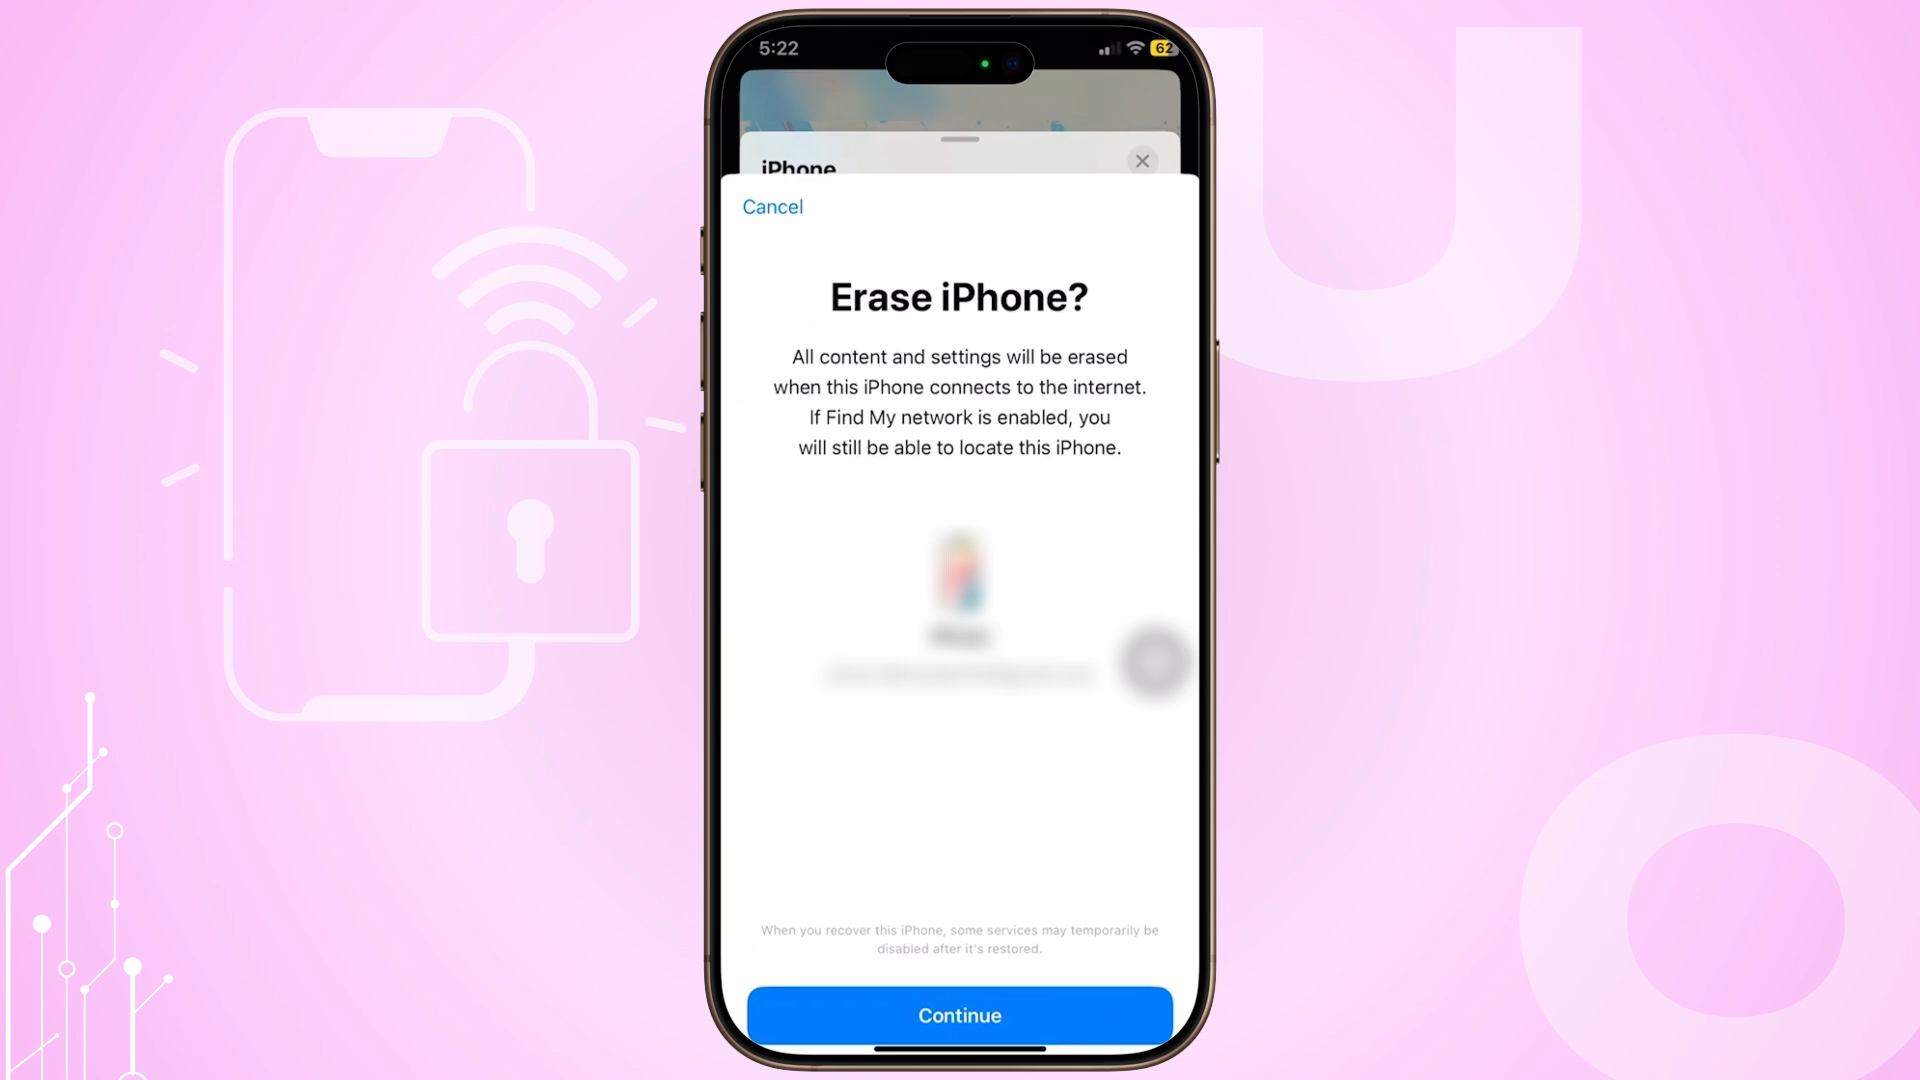 5:22
62
iPhone
Cancel
Erase iPhone?
All content and settings will be erased
when this iPhone connects to the internet.
If Find My network is enabled, you
will still be able to locate this iPhone.
When you recover this iPhone, some services may temporarily be
disabled after it's restored.
Continue
U
O